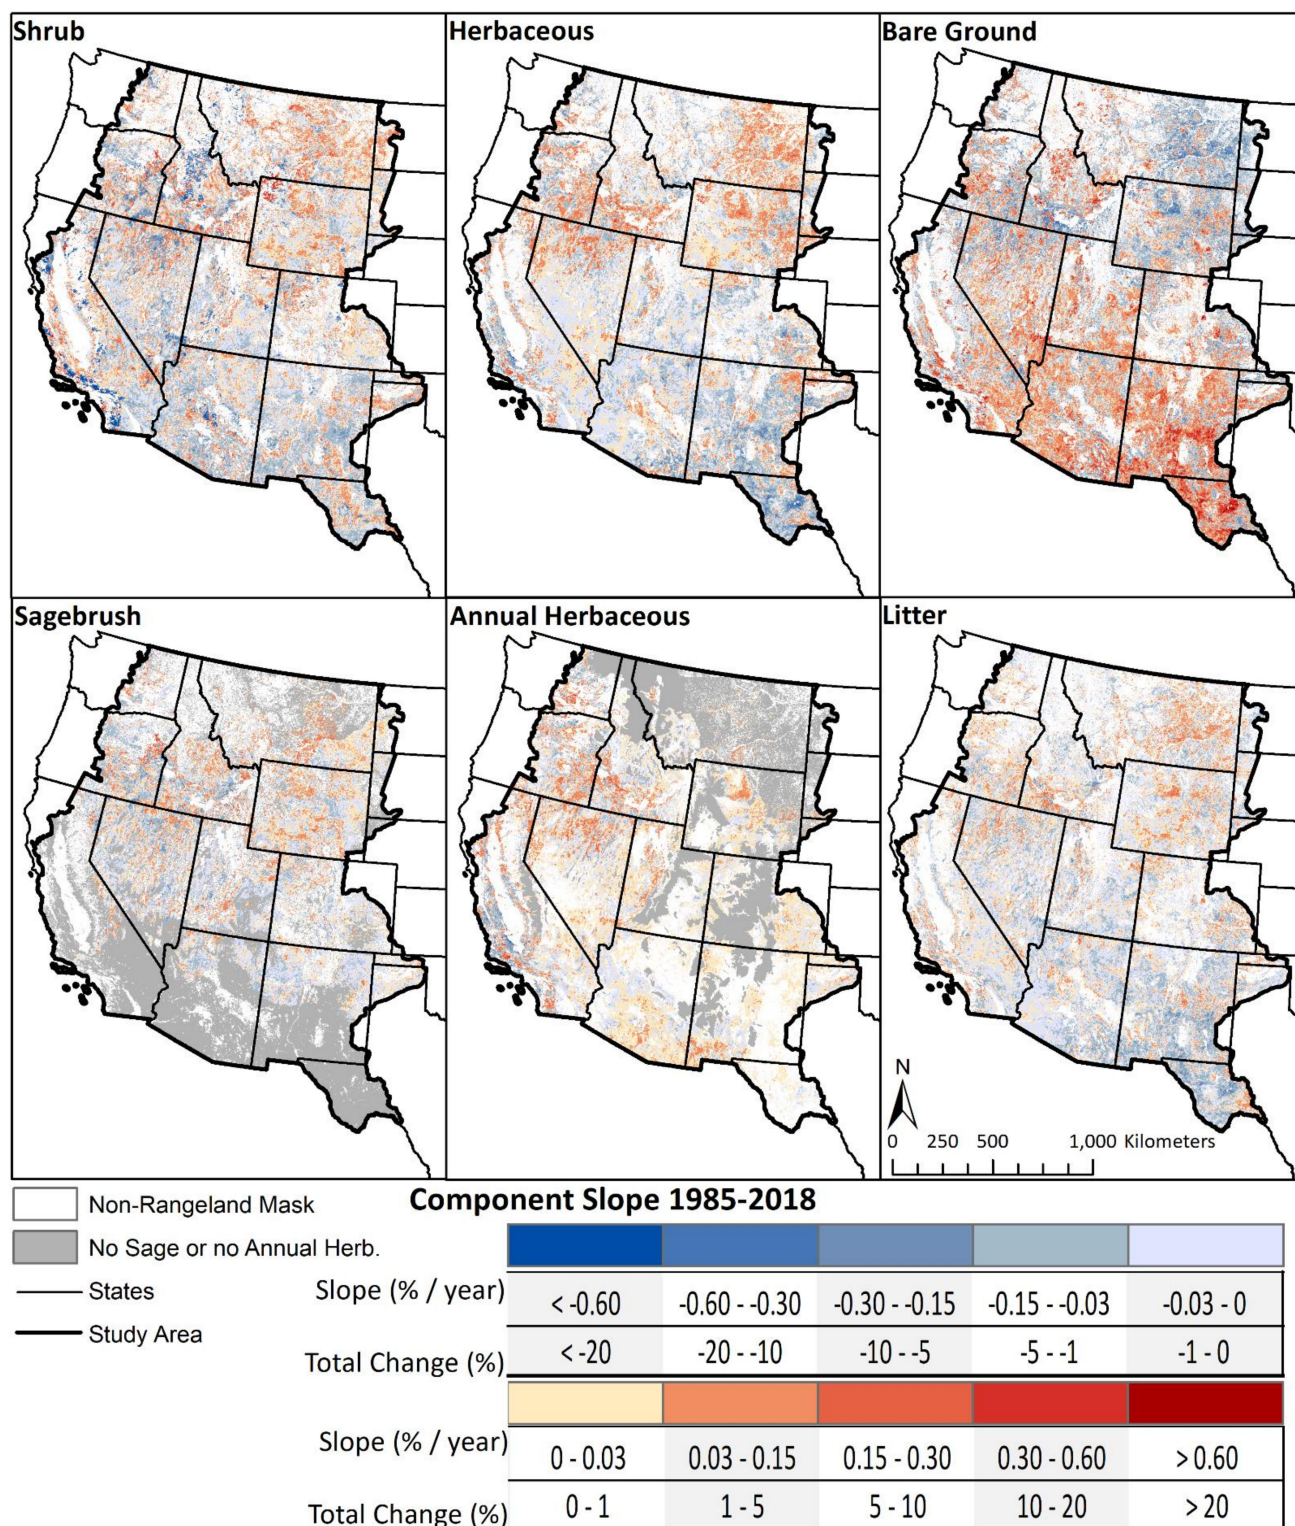 Shrub
Herbaceous
Bare Ground
Sagebrush
Annual Herbaceous
Litter
N
0 250 500 1,000 Kilometers
Non-Rangeland Mask
No Sage or no Annual Herb.
States
Study Area
Component Slope 1985-2018
Slope (% / year) < -0.60 -0.60 - -0.30 -0.30 - -0.15 -0.15 - -0.03 -0.03 - 0
Total Change (%) < -20 -20 - -10 -10 - -5 -5 - -1 -1 - 0
Slope (% / year) 0 - 0.03 0.03 - 0.15 0.15 - 0.30 0.30 - 0.60 > 0.60
Total Change (%) 0 - 1 1 - 5 5 - 10 10 - 20 > 20